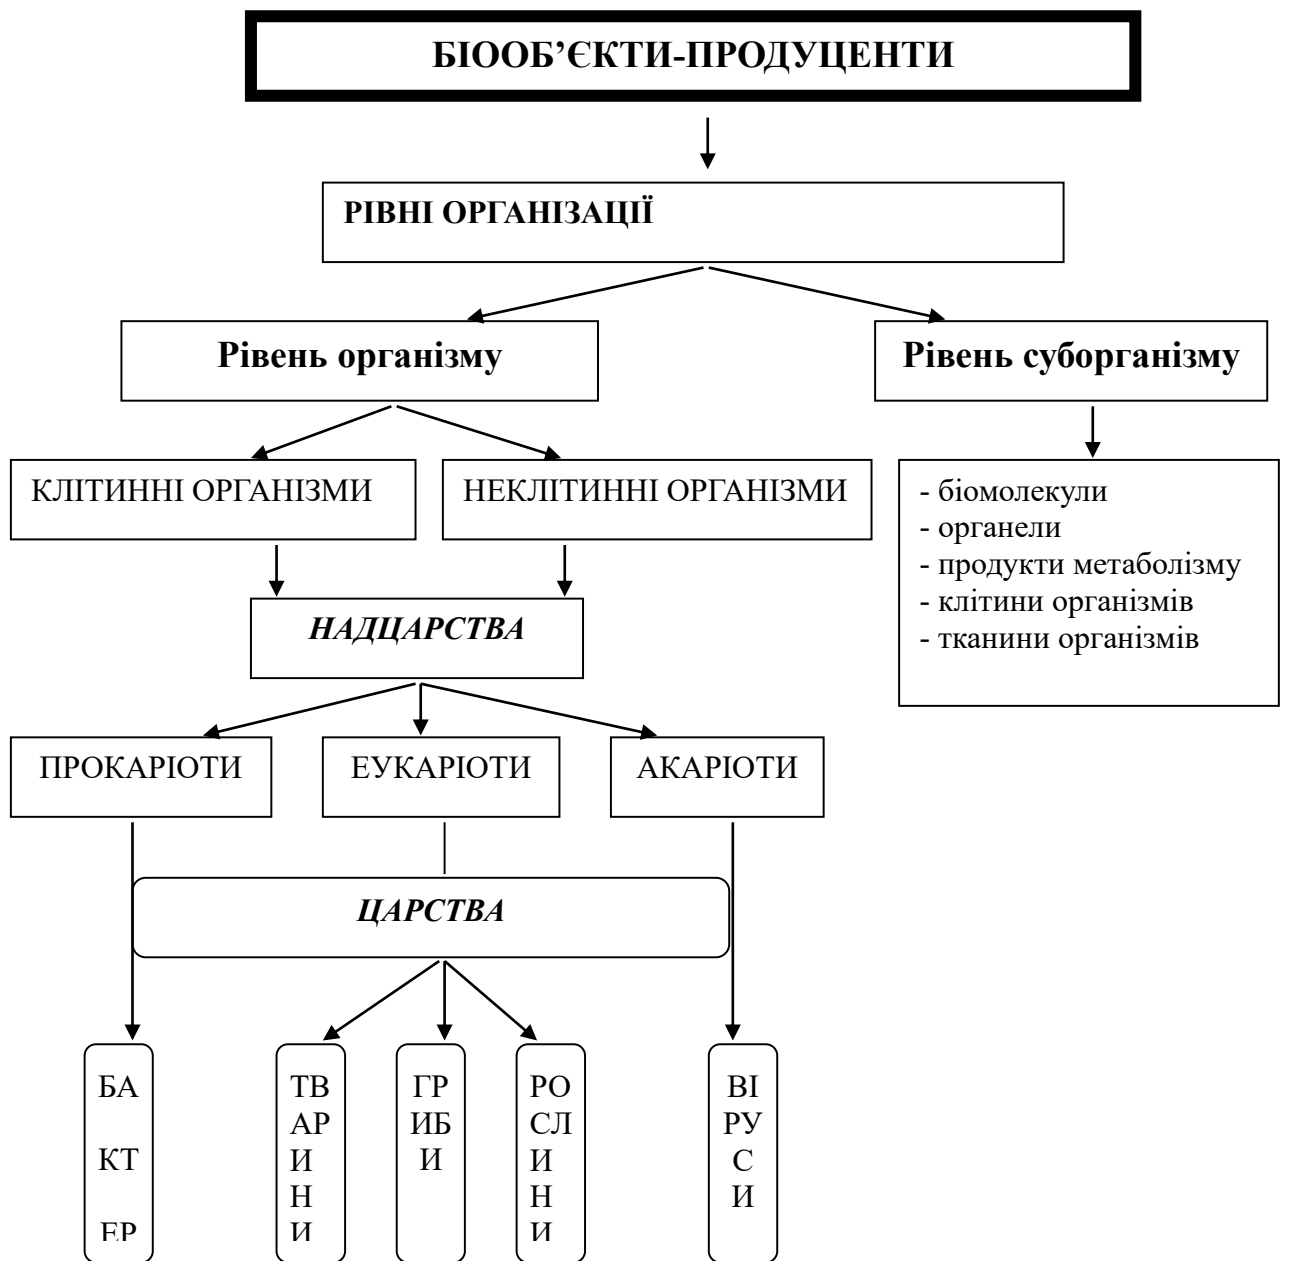 БІООБ’ЄКТИ-ПРОДУЦЕНТИ
РІВНІ ОРГАНІЗАЦІЇ
Рівень організму
Рівень суборганізму
КЛІТИННІ ОРГАНІЗМИ
НЕКЛІТИННІ ОРГАНІЗМИ
- біомолекули
- органели
- продукти метаболізму
- клітини організмів
- тканини організмів
НАДЦАРСТВА
ПРОКАРІОТИ
ЕУКАРІОТИ
АКАРІОТИ
ЦАРСТВА
БА
КТ
ЕР
ТВ
АР
И
Н
И
ГР
ИБ
И
РО
СЛ
И
Н
И
ВІ
РУ
С
И